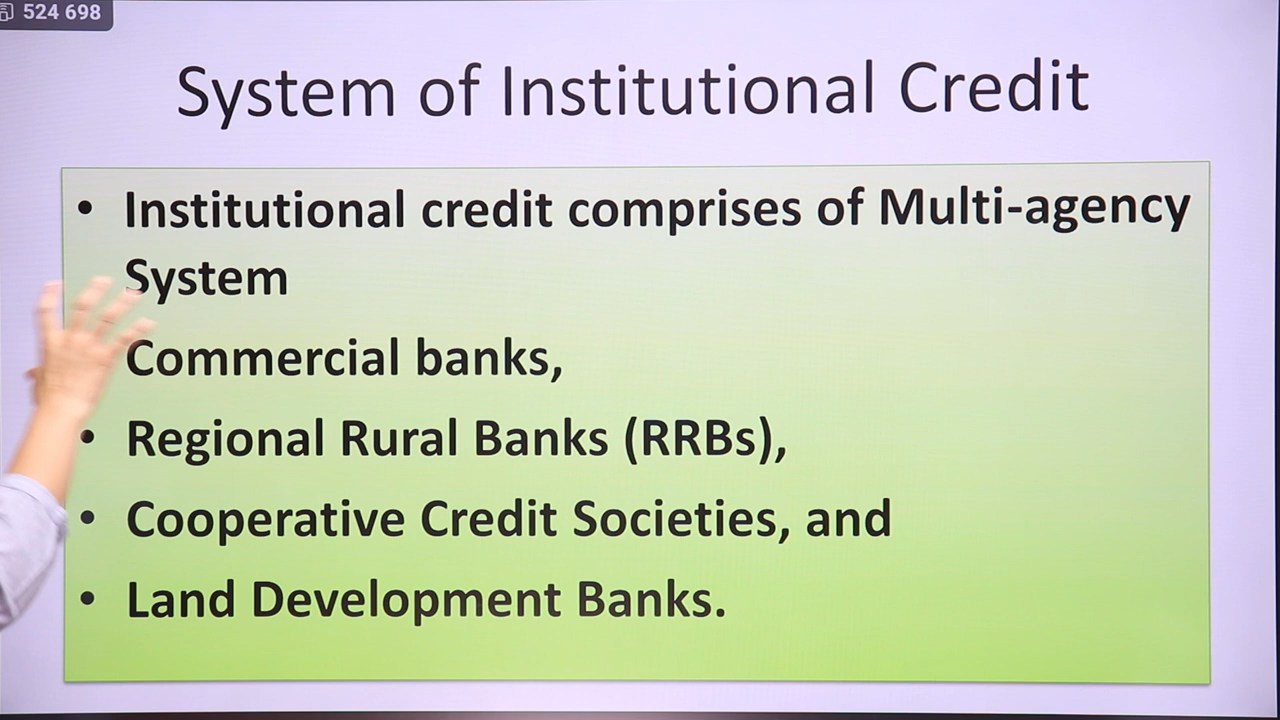 524 698
System of Institutional Credit
• Institutional credit comprises of Multi-agency
System
Commercial banks,
• Regional Rural Banks (RRBs),
• Cooperative Credit Societies, and
• Land Development Banks.